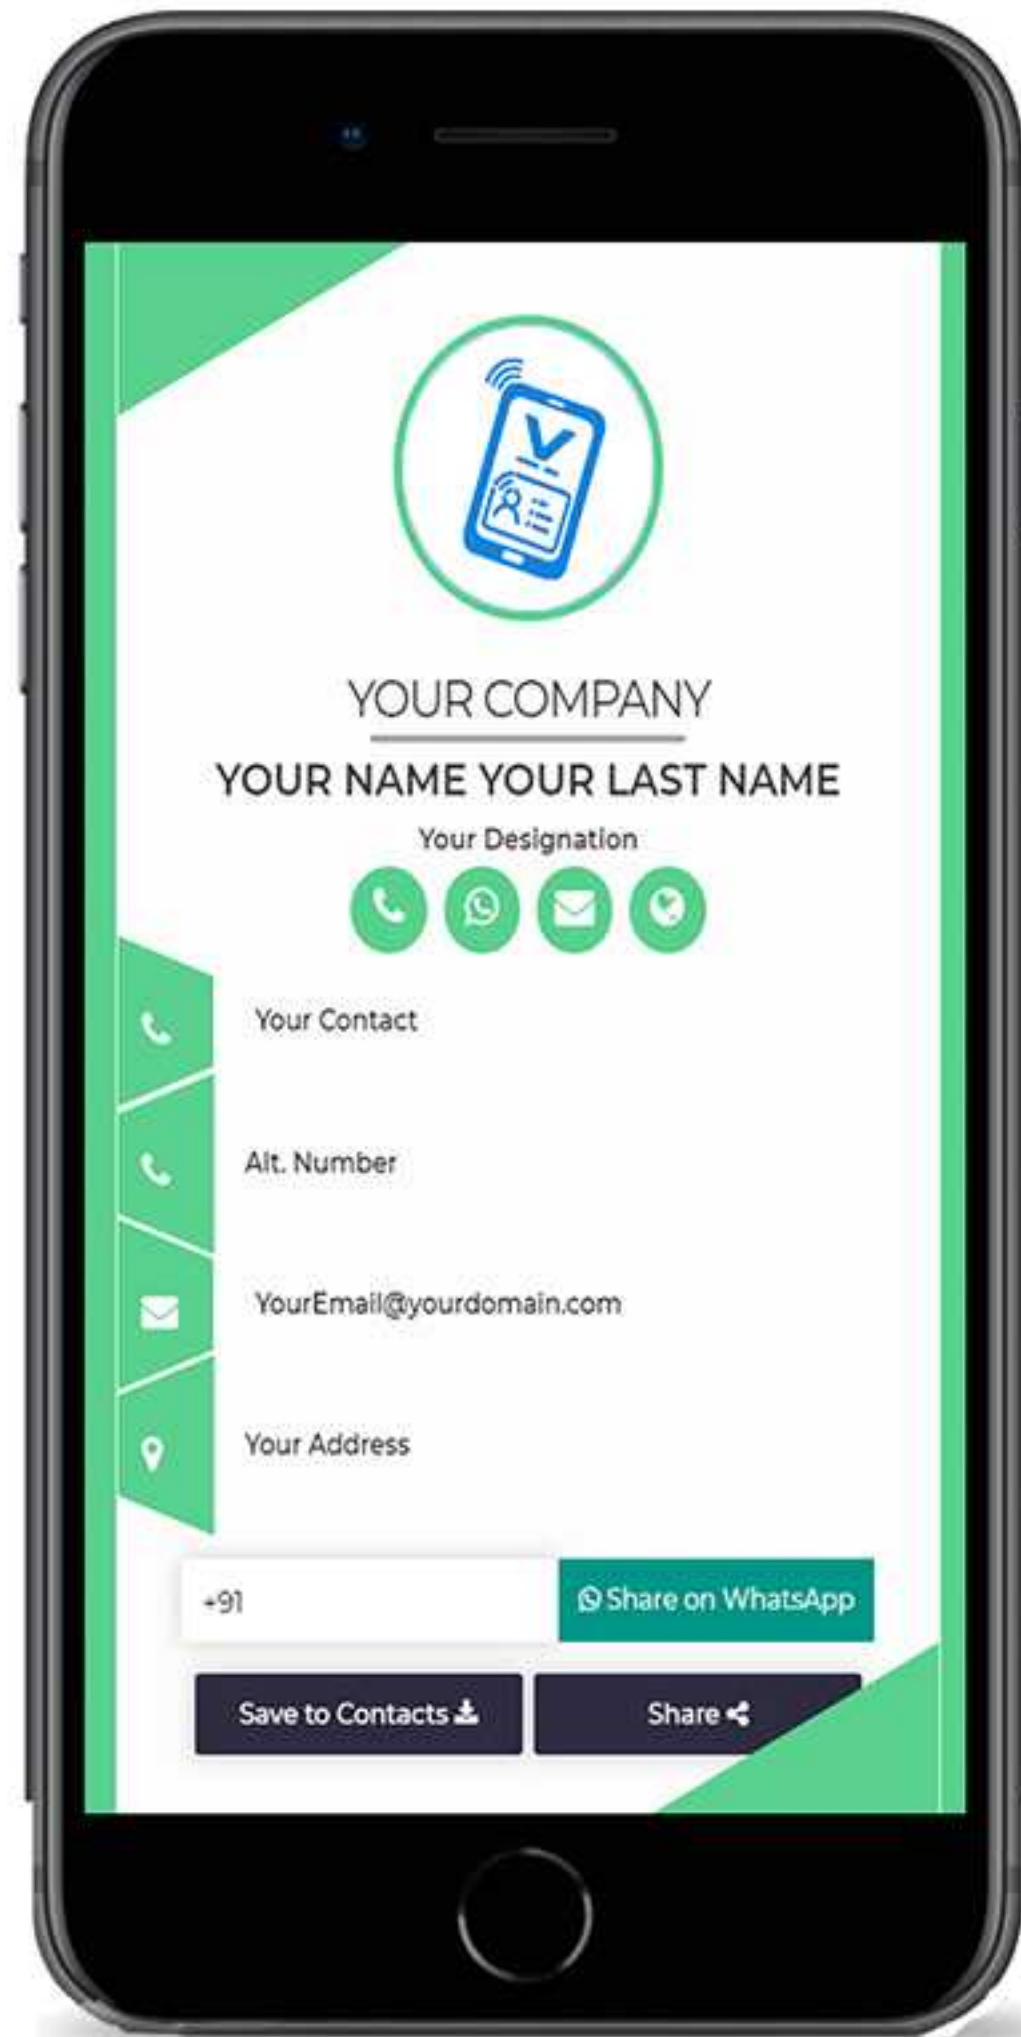 V
YOUR COMPANY
YOUR NAME YOUR LAST NAME
Your Designation
Your Contact
Alt. Number
YourEmail@yourdomain.com
Your Address
+91
Share on WhatsApp
Save to Contacts
Share